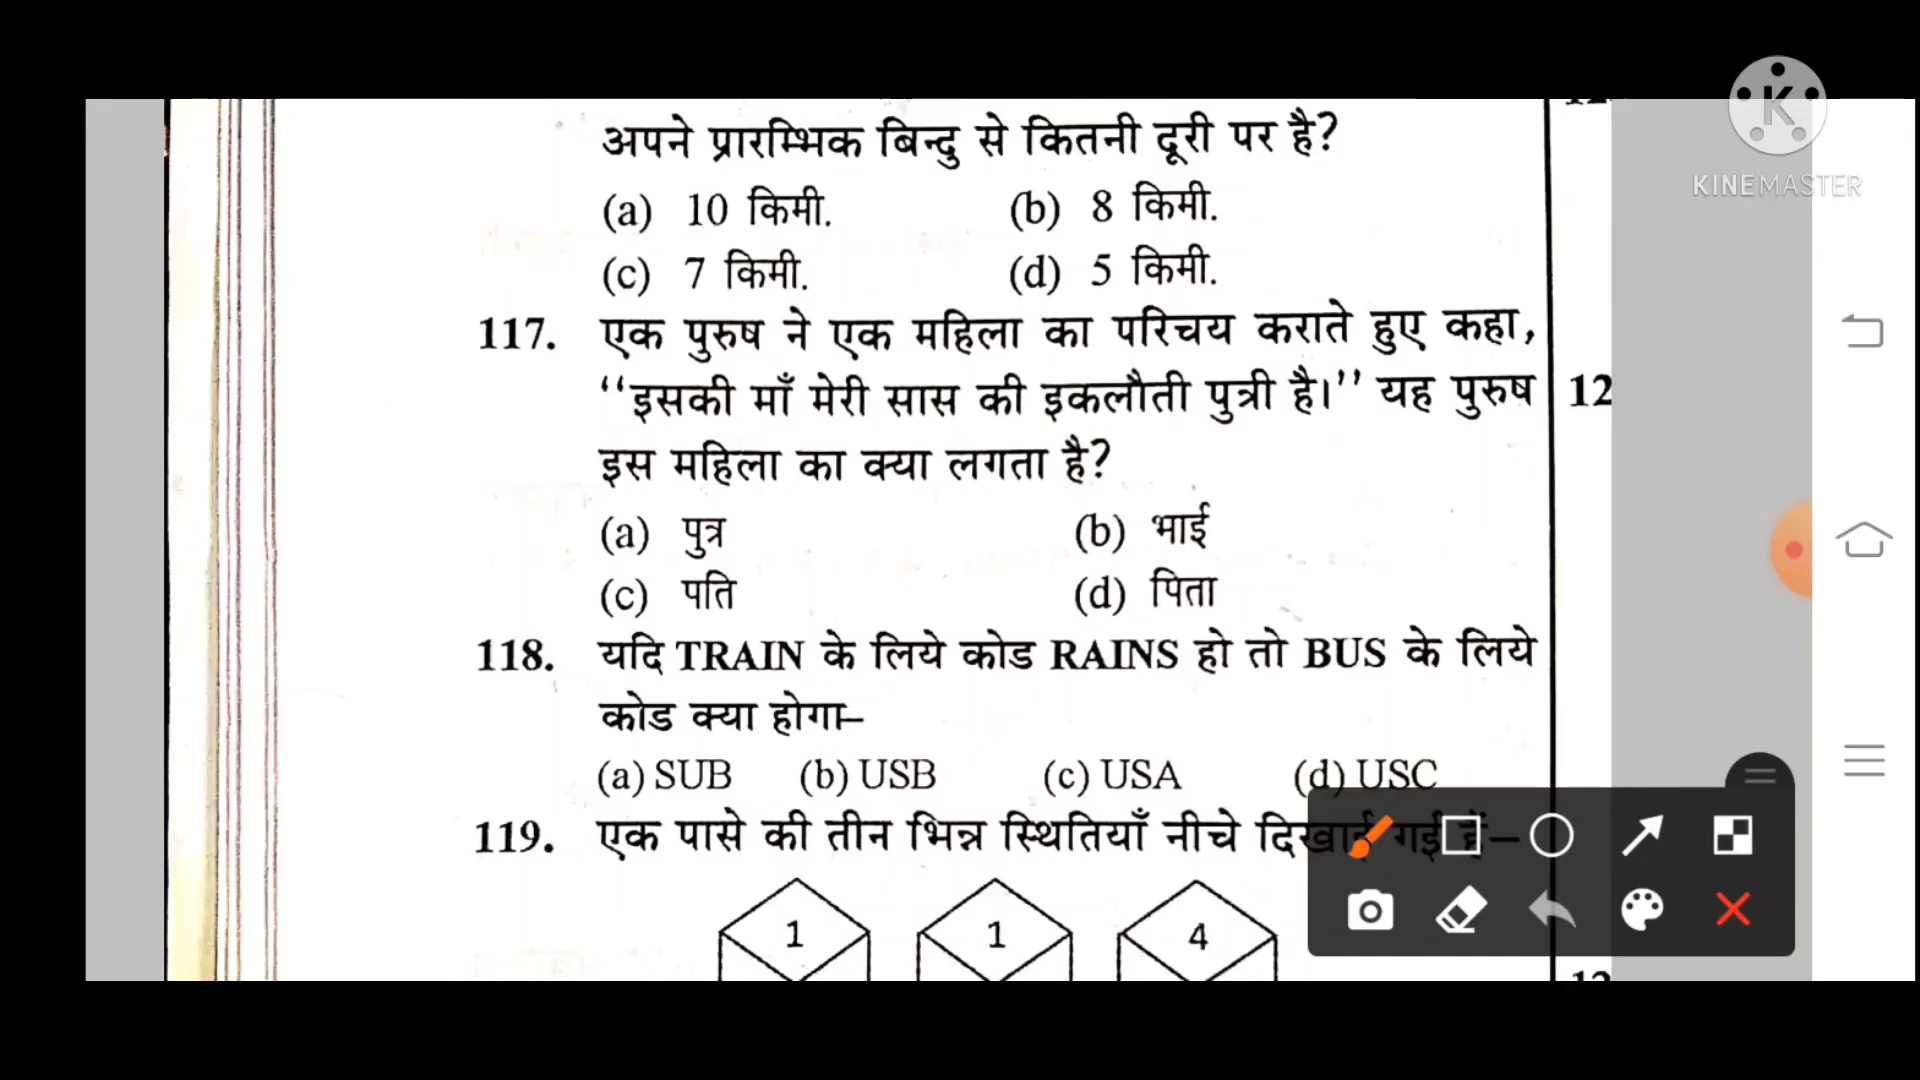 अपने प्रारम्भिक बिन्दु से कितनी दूरी पर है?
(a) 10 किमी. (b) 8 किमी.
(c) 7 किमी. (d) 5 किमी.
117. एक पुरुष ने एक महिला का परिचय कराते हुए कहा,
‘‘इसकी माँ मेरी सास की इकलौती पुत्री है।’’ यह पुरुष
इस महिला का क्या लगता है?
(a) पुत्र (b) भाई
(c) पति (d) पिता
118. यदि TRAIN के लिये कोड RAINS हो तो BUS के लिये
कोड क्या होगा–
(a) SUB (b) USB (c) USA (d) USC
119. एक पासे की तीन भिन्न स्थितियाँ नीचे दिखाई गई हैं–
1 1 4
12
K
KINEMASTER